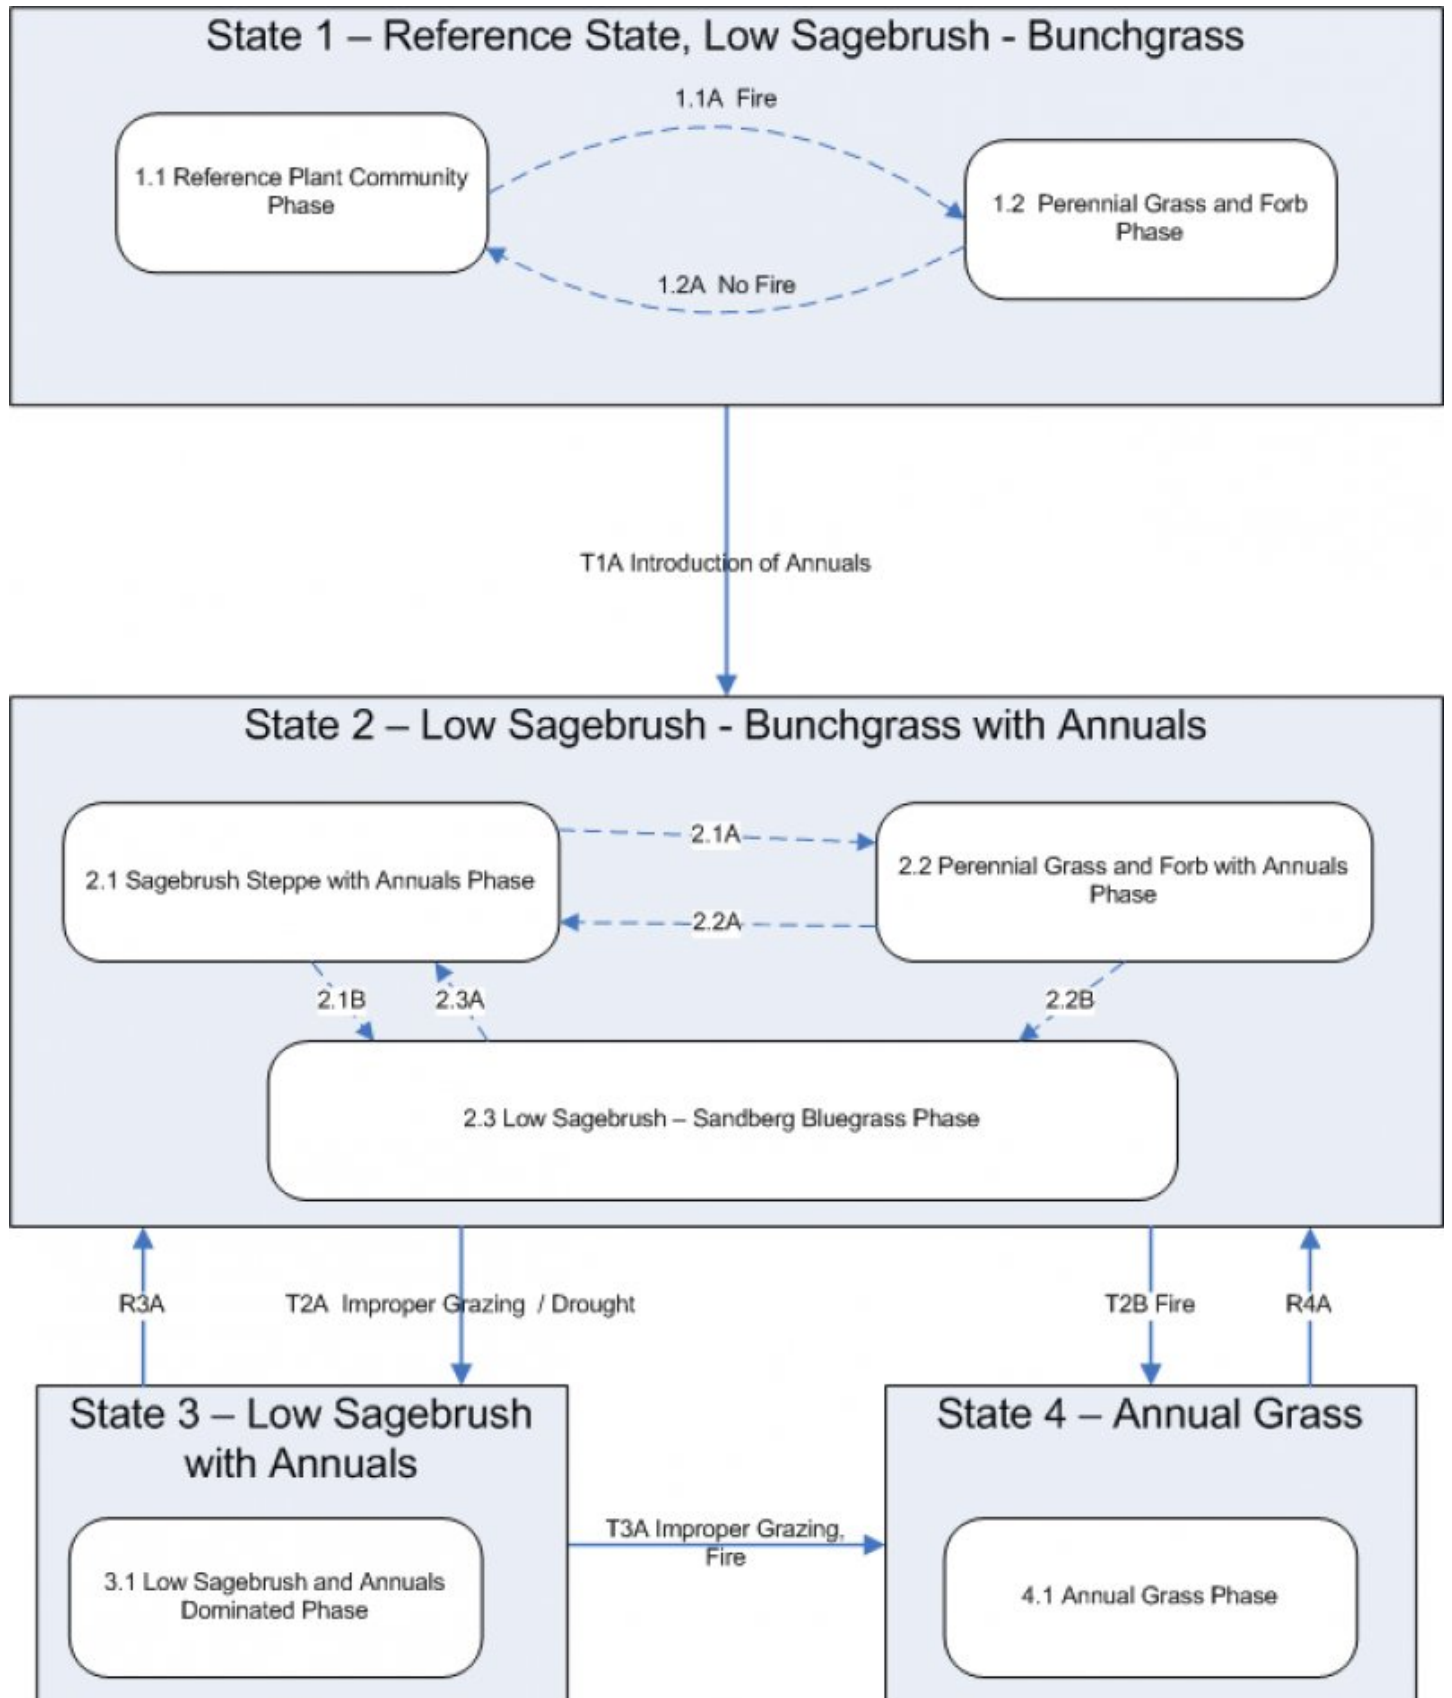 State 1 – Reference State, Low Sagebrush - Bunchgrass
1.1A  Fire
1.1 Reference Plant Community
Phase
1.2  Perennial Grass and Forb
Phase
1.2A  No Fire
T1A Introduction of Annuals
State 2 – Low Sagebrush - Bunchgrass with Annuals
2.1A
2.1 Sagebrush Steppe with Annuals Phase
2.2 Perennial Grass and Forb with Annuals
Phase
2.2A
2.1B
2.3A
2.2B
2.3 Low Sagebrush – Sandberg Bluegrass Phase
R3A
T2A  Improper Grazing  / Drought
T2B Fire
R4A
State 3 – Low Sagebrush
with Annuals
State 4 – Annual Grass
T3A Improper Grazing,
Fire
3.1 Low Sagebrush and Annuals
Dominated Phase
4.1 Annual Grass Phase